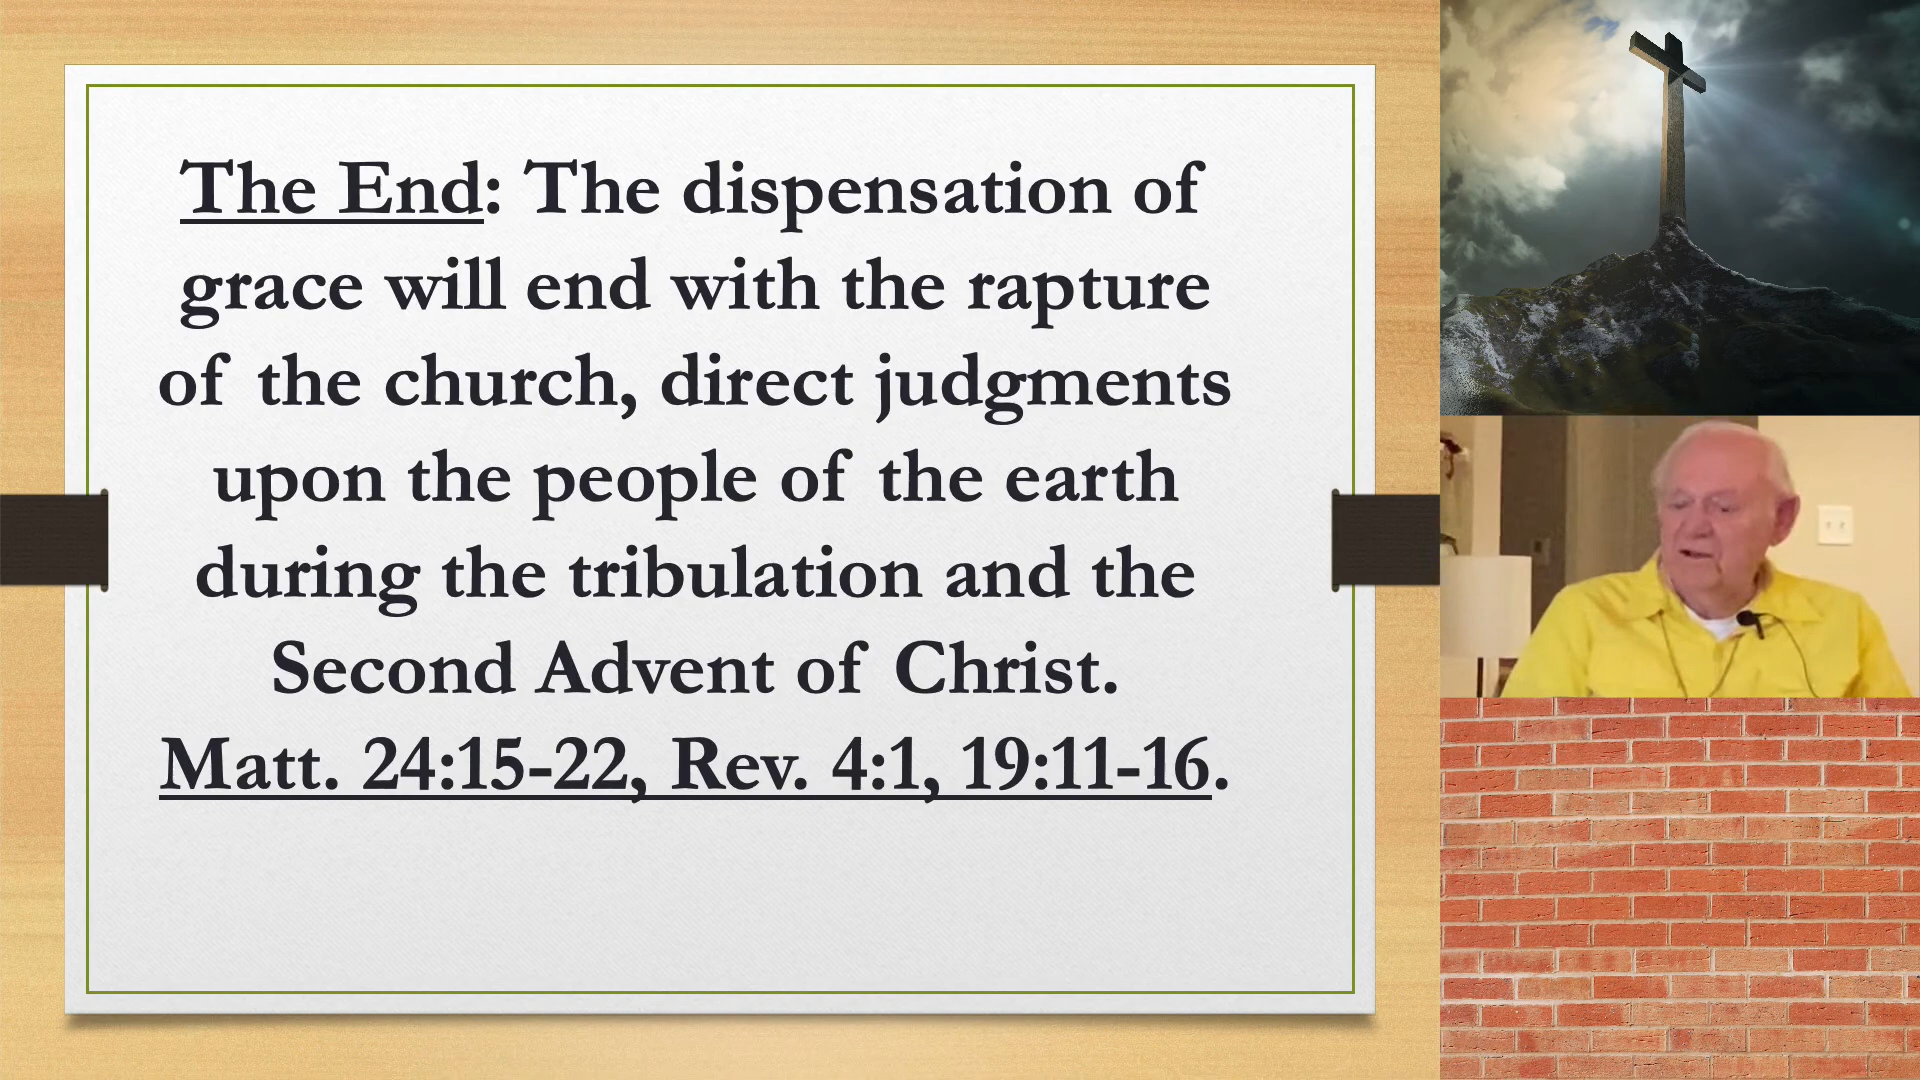 The End: The dispensation of
grace will end with the rapture
of the church, direct judgments
upon the people of the earth
during the tribulation and the
Second Advent of Christ.
Matt. 24:15-22, Rev. 4:1, 19:11-16.